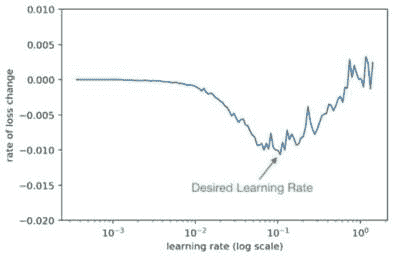 0.010
0.005
0.000
−0.005
−0.010
−0.015
−0.020
rate of loss change
Desired Learning Rate
10⁻³ 10⁻² 10⁻¹ 10⁰
learning rate (log scale)